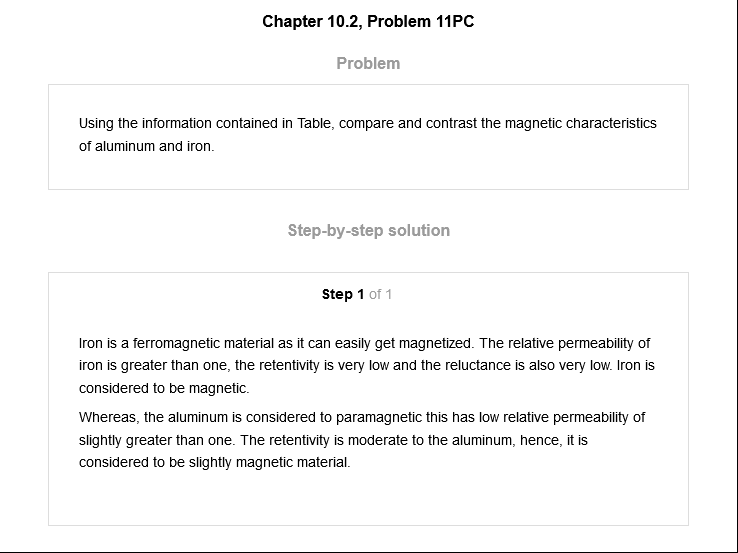 Chapter 10.2, Problem 11PC
Problem
Using the information contained in Table, compare and contrast the magnetic characteristics
of aluminum and iron.
Step-by-step solution
Step 1 of 1
Iron is a ferromagnetic material as it can easily get magnetized. The relative permeability of
iron is greater than one, the retentivity is very low and the reluctance is also very low. Iron is
considered to be magnetic.
Whereas, the aluminum is considered to paramagnetic this has low relative permeability of
slightly greater than one. The retentivity is moderate to the aluminum, hence, it is
considered to be slightly magnetic material.